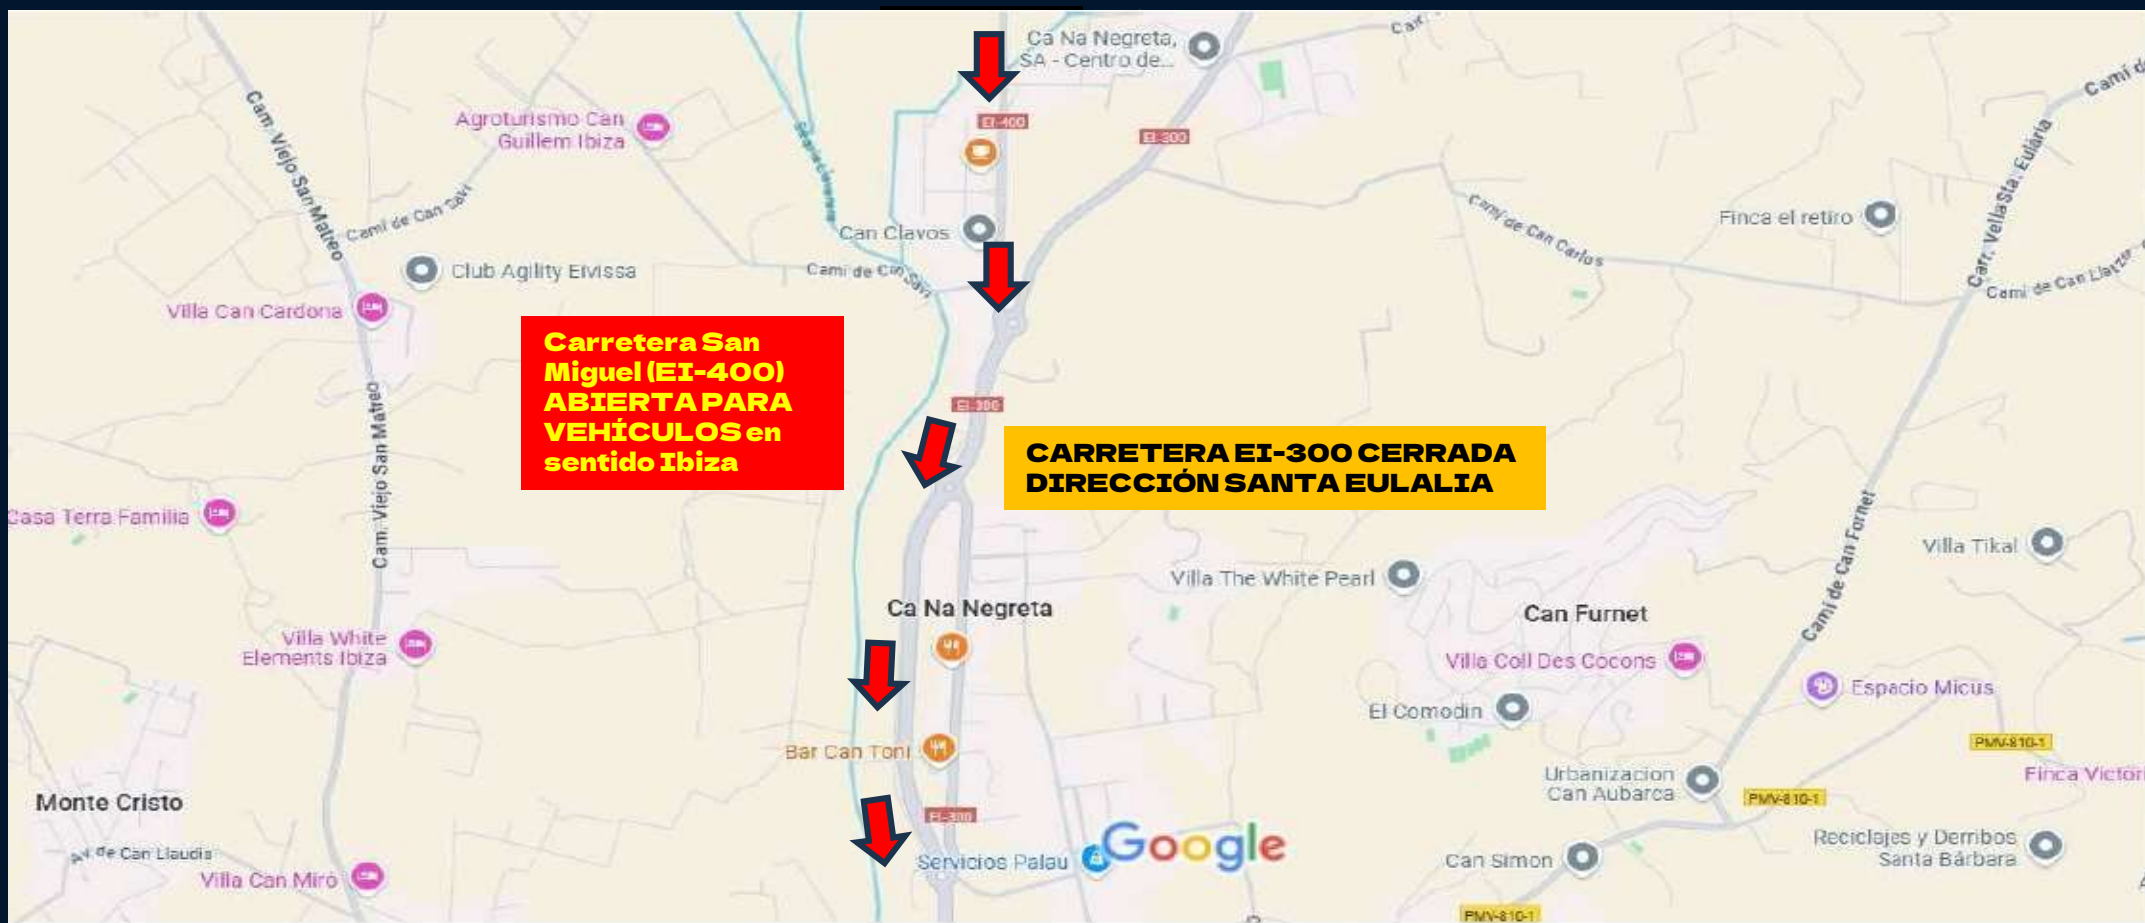 Ca Na Negreta,
SA - Centro de...
Camí d
Cam. Viejo San Mateo
Agroturismo Can
Guillem Ibiza
EI-400
EI-300
Carr. Vella Sta. Eulària
Camí de Can Savi
Camí de Can Carlos
Finca el retiro
Can Clavos
Club Agility Eivissa
Camí de Can Savi
Camí de Can Llatzer
Villa Can Cardona
Carretera San
Miguel (EI-400)
ABIERTA PARA
VEHÍCULOS en
sentido Ibiza
EI-300
CARRETERA EI-300 CERRADA
DIRECCIÓN SANTA EULALIA
Cam. Viejo San Mateo
Casa Terra Familia
Camí de Can Fornet
Villa Tikal
Villa The White Pearl
Ca Na Negreta
Can Furnet
Villa White
Elements Ibiza
Villa Coll Des Cocons
Espacio Micus
El Comodin
PMV-810-1
Bar Can Toni
Urbanizacion
Can Aubarca
Finca Victori
Monte Cristo
PMV-810-1
EI-300
Av. de Can Llaudis
Google
Servicios Palau
Can Simon
Reciclajes y Derribos
Santa Bárbara
Villa Can Miró
PMV-810-1